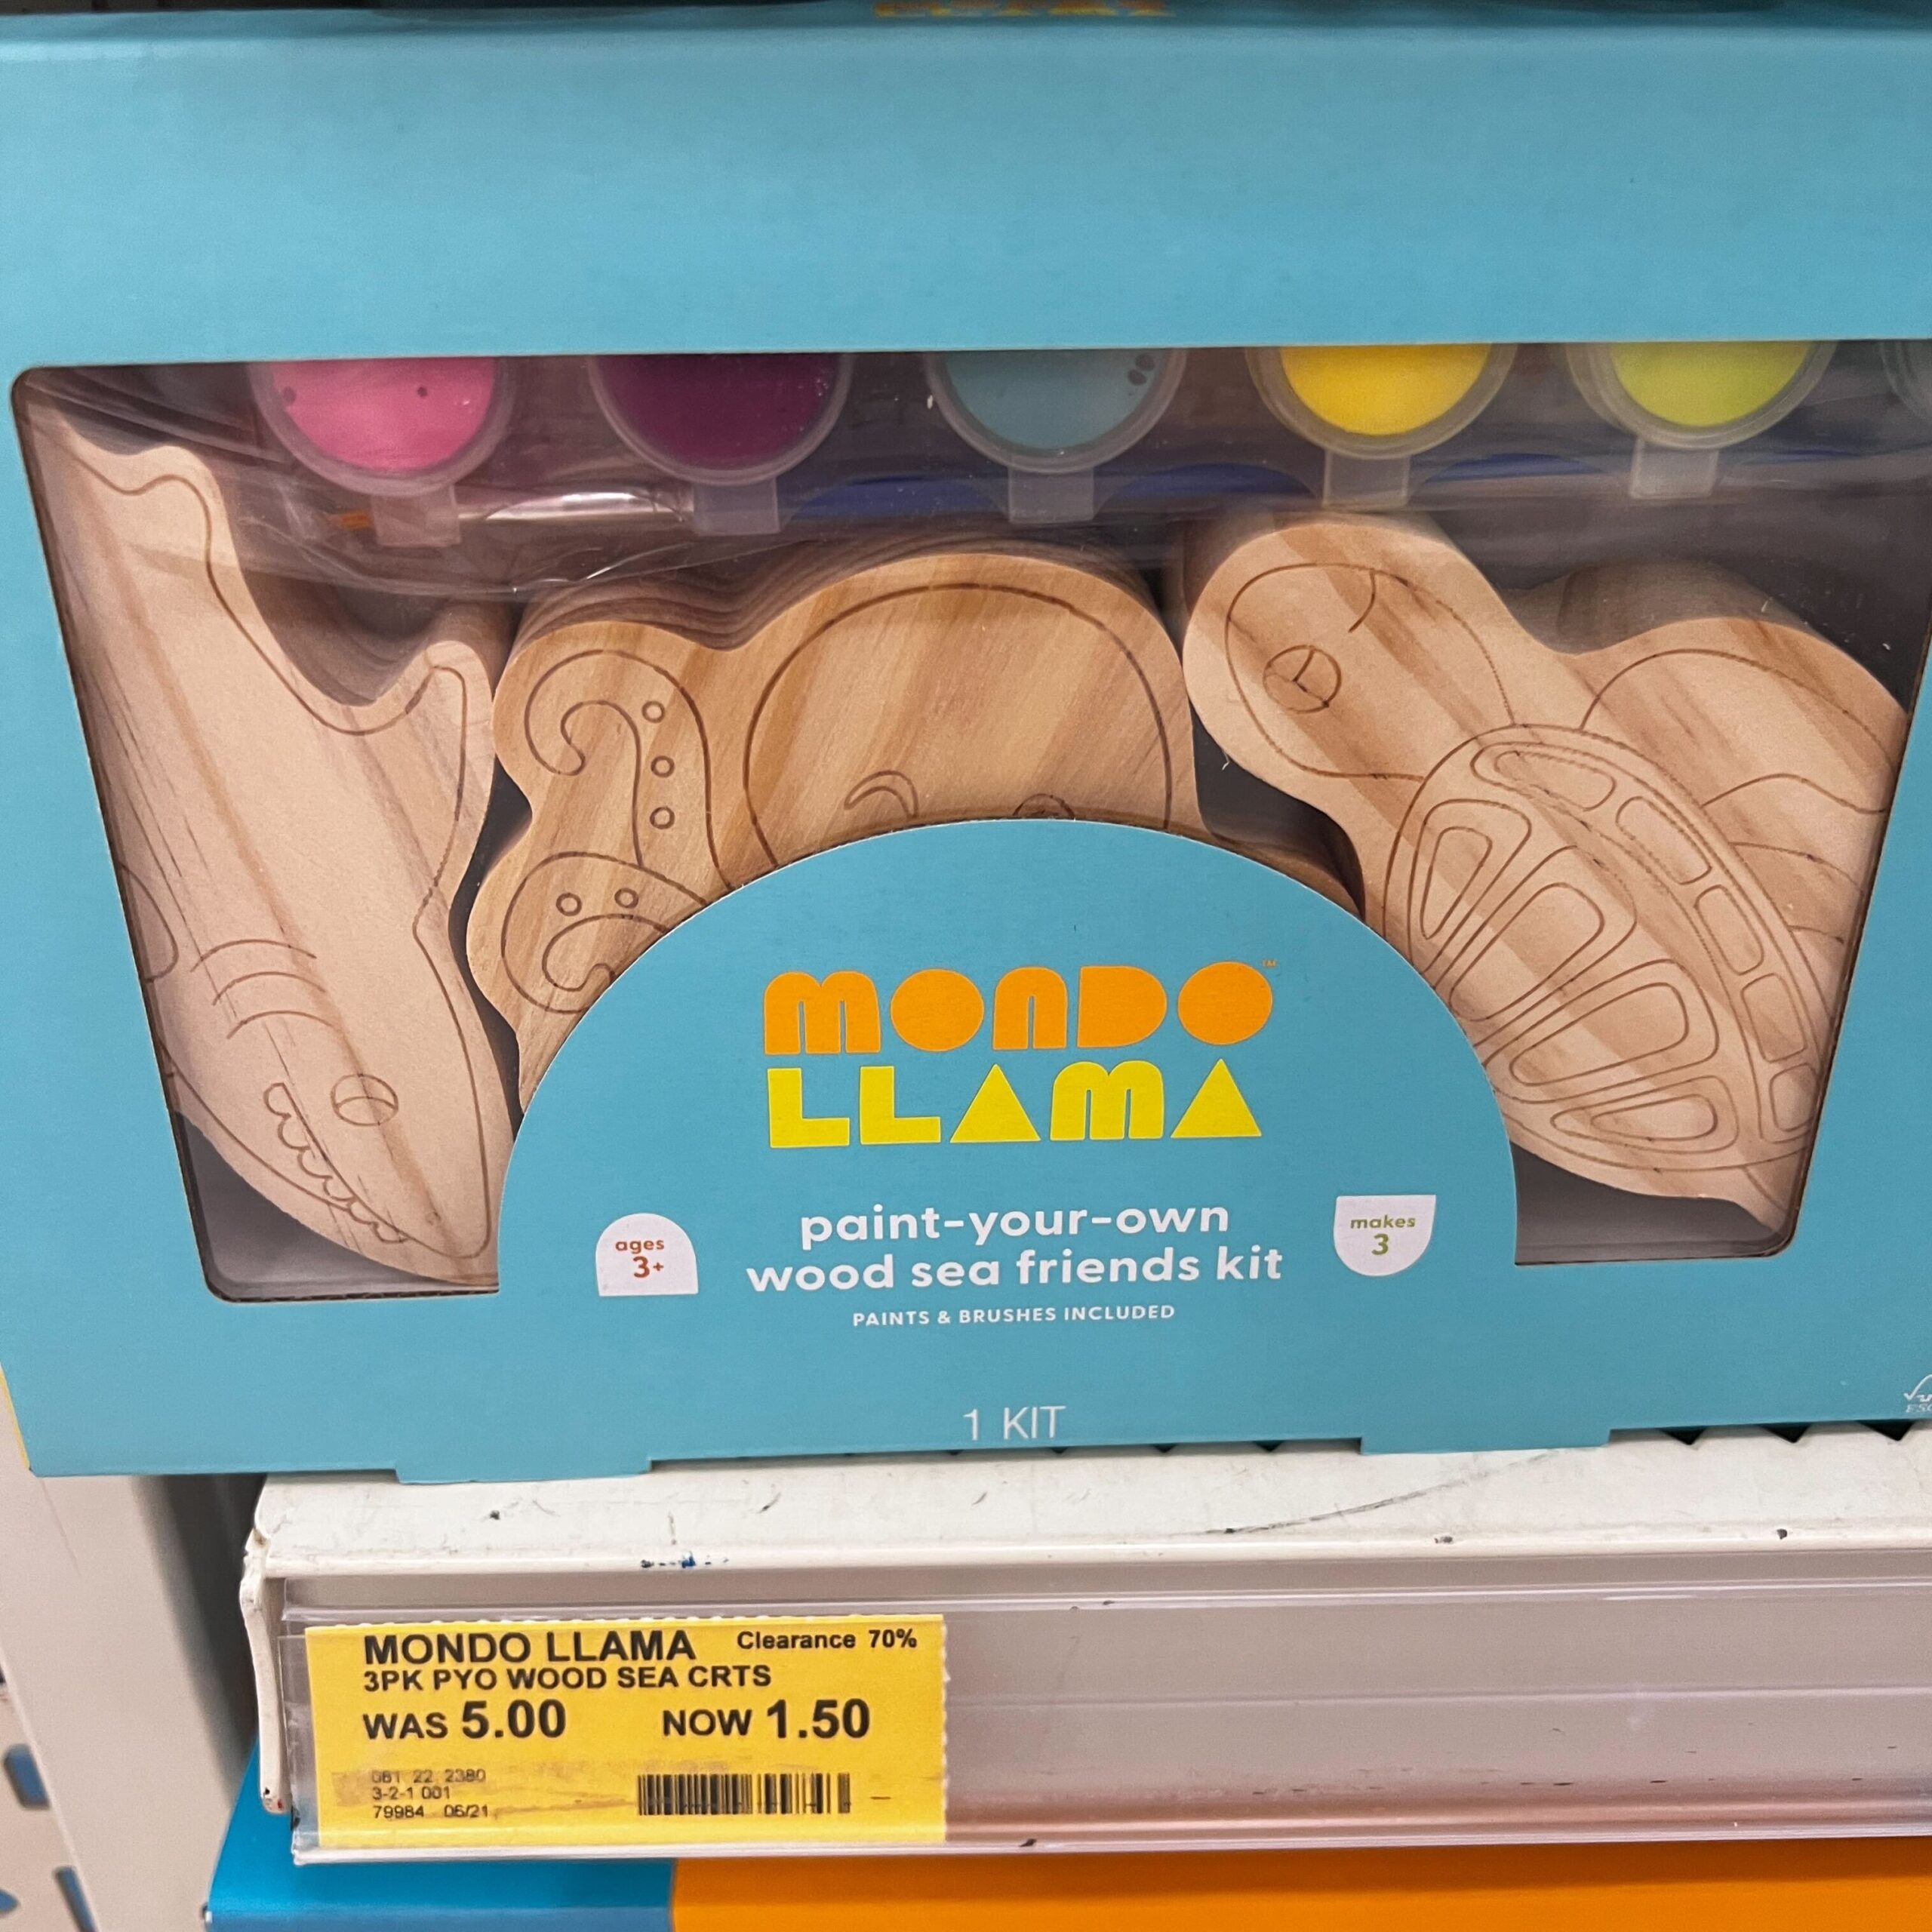 MONDO
LLAMA
ages
3+
paint-your-own
wood sea friends kit
makes
3
PAINTS & BRUSHES INCLUDED
1 KIT
MONDO LLAMA Clearance 70%
3PK PYO WOOD SEA CRTS
WAS 5.00 NOW 1.50
22 2380
3-2-1 001
79984 06/21